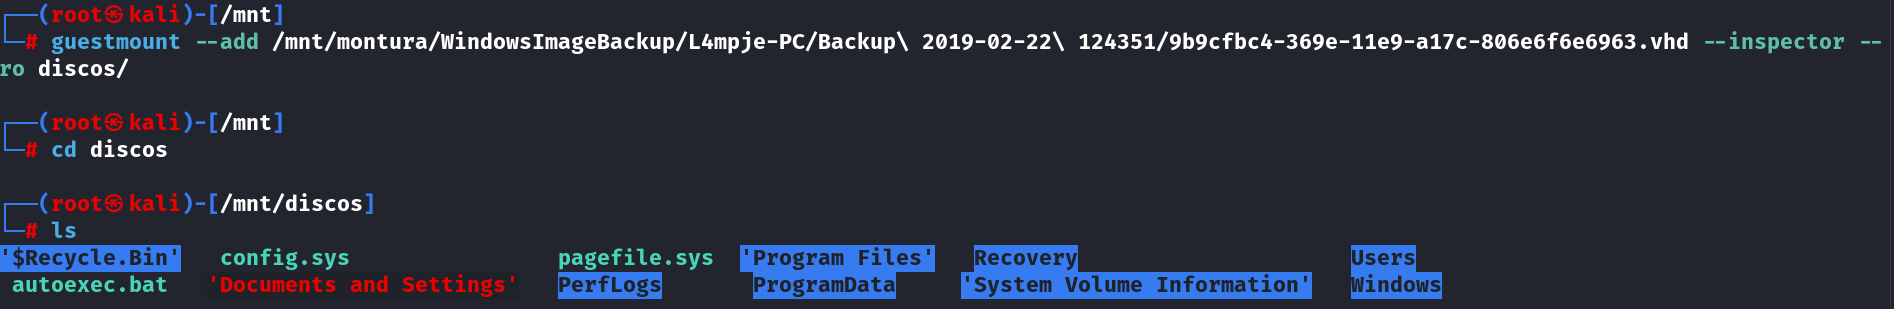 ┌──(root㉿kali)-[/mnt]
└─# guestmount --add /mnt/montura/WindowsImageBackup/L4mpje-PC/Backup\ 2019-02-22\ 124351/9b9cfbc4-369e-11e9-a17c-806e6f6e6963.vhd --inspector --
ro discos/
┌──(root㉿kali)-[/mnt]
└─# cd discos
┌──(root㉿kali)-[/mnt/discos]
└─# ls
'$Recycle.Bin' config.sys pagefile.sys 'Program Files' Recovery Users
autoexec.bat 'Documents and Settings' PerfLogs ProgramData 'System Volume Information' Windows